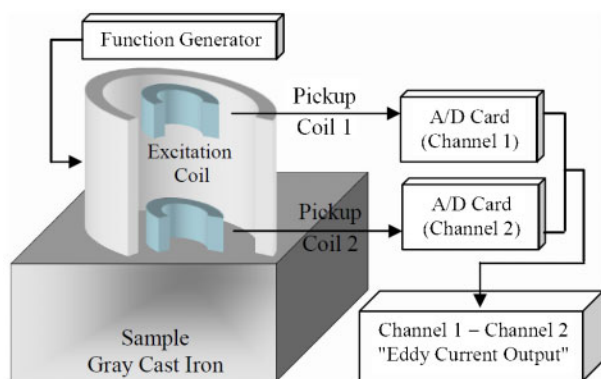 Function Generator
Pickup
Coil 1
A/D Card
(Channel 1)
Excitation
Coil
Pickup
Coil 2
A/D Card
(Channel 2)
Sample
Gray Cast Iron
Channel 1 – Channel 2
"Eddy Current Output"